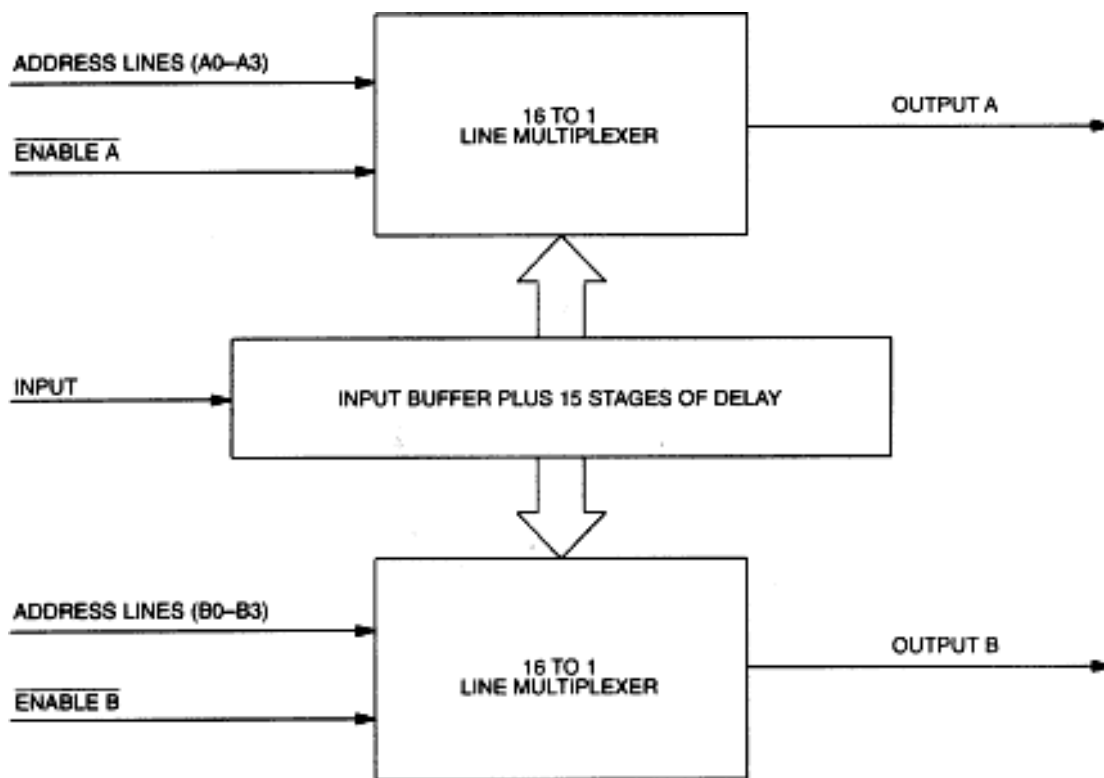 ADDRESS LINES (A0–A3)
16 TO 1
LINE MULTIPLEXER
OUTPUT A
ENABLE A
INPUT
INPUT BUFFER PLUS 15 STAGES OF DELAY
ADDRESS LINES (B0–B3)
16 TO 1
LINE MULTIPLEXER
OUTPUT B
ENABLE B